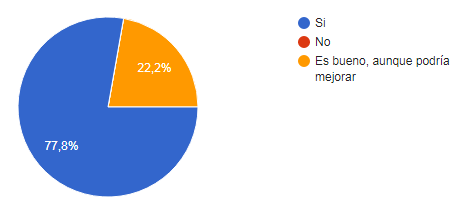 Si
No
Es bueno, aunque podría
mejorar
22,2%
77,8%